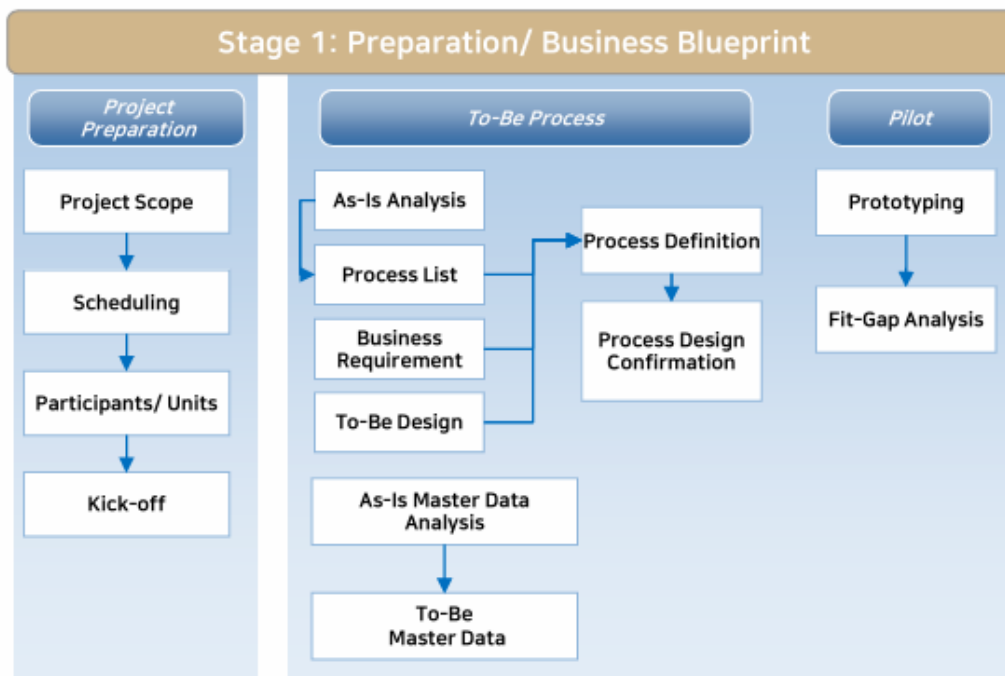 Stage 1: Preparation/ Business Blueprint
Project
Preparation
Project Scope
Scheduling
Participants/ Units
Kick-off
To-Be Process
As-Is Analysis
Process List
Business
Requirement
To-Be Design
Process Definition
Process Design
Confirmation
As-Is Master Data
Analysis
To-Be
Master Data
Pilot
Prototyping
Fit-Gap Analysis